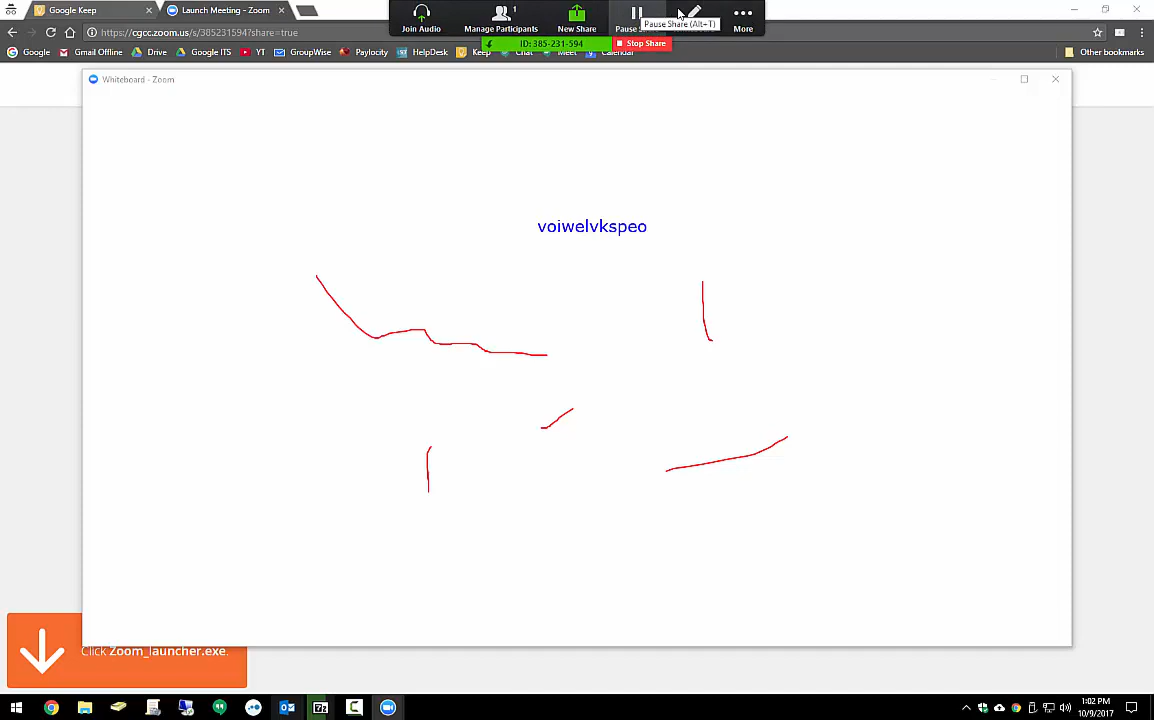 Google Keep
Launch Meeting - Zoom
https://cgcc.zoom.us/s/385231594?share=true
Google
Gmail Offline
Drive
Google ITS
YT
GroupWise
Paylocity
HelpDesk
Keep
Chat
Meet
Calendar
Other bookmarks
Join Audio
Manage Participants
1
New Share
Pause
More
Pause Share (Alt+T)
ID: 385-231-594
Stop Share
Whiteboard - Zoom
voiwelvkspeo
Click Zoom_launcher.exe.
1:02 PM
10/9/2017